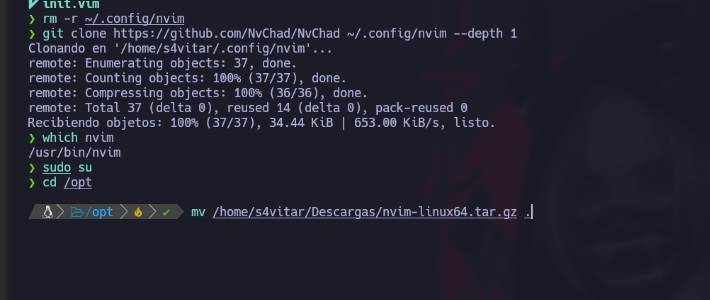 init.vim
❯ rm -r ~/.config/nvim
❯ git clone https://github.com/NvChad/NvChad ~/.config/nvim --depth 1
Clonando en '/home/s4vitar/.config/nvim'...
remote: Enumerating objects: 37, done.
remote: Counting objects: 100% (37/37), done.
remote: Compressing objects: 100% (36/36), done.
remote: Total 37 (delta 0), reused 14 (delta 0), pack-reused 0
Recibiendo objetos: 100% (37/37), 34.44 KiB | 653.00 KiB/s, listo.
❯ which nvim
/usr/bin/nvim
❯ sudo su
❯ cd /opt
/opt ✔ mv /home/s4vitar/Descargas/nvim-linux64.tar.gz .